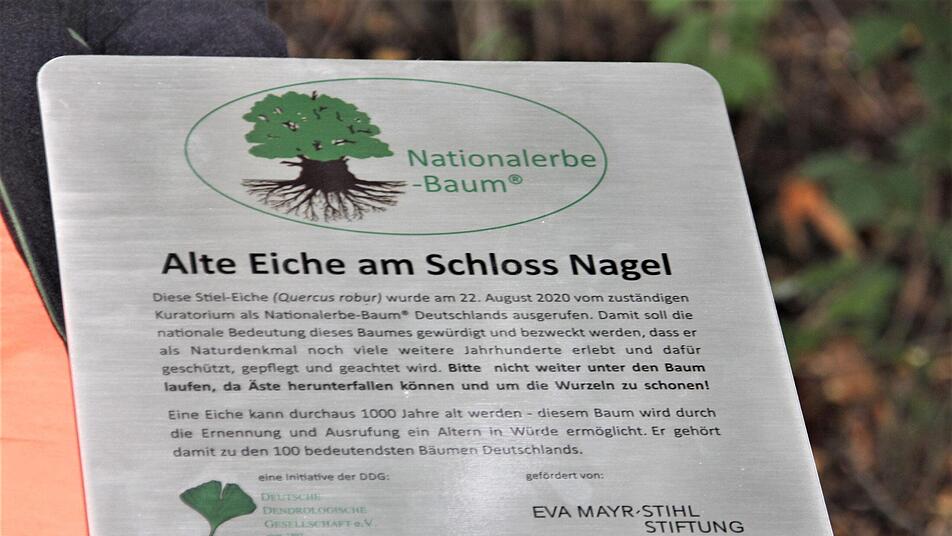 Nationalerbe
-Baum®
Alte Eiche am Schloss Nagel
Diese Stiel-Eiche (Quercus robur) wurde am 22. August 2020 vom zuständigen
Kuratorium als Nationalerbe-Baum® Deutschlands ausgerufen. Damit soll die
nationale Bedeutung dieses Baumes gewürdigt und bezweckt werden, dass er
als Naturdenkmal noch viele weitere Jahrhunderte erlebt und dafür
geschützt, gepflegt und geachtet wird. Bitte nicht weiter unter den Baum
laufen, da Äste herunterfallen können und um die Wurzeln zu schonen!
Eine Eiche kann durchaus 1000 Jahre alt werden - diesem Baum wird durch
die Ernennung und Ausrufung ein Altern in Würde ermöglicht. Er gehört
damit zu den 100 bedeutendsten Bäumen Deutschlands.
eine Initiative der DDG:
gefördert von:
DEUTSCHE
DENDROLOGISCHE
GESELLSCHAFT e.V.
EVA MAYR-STIHL
STIFTUNG